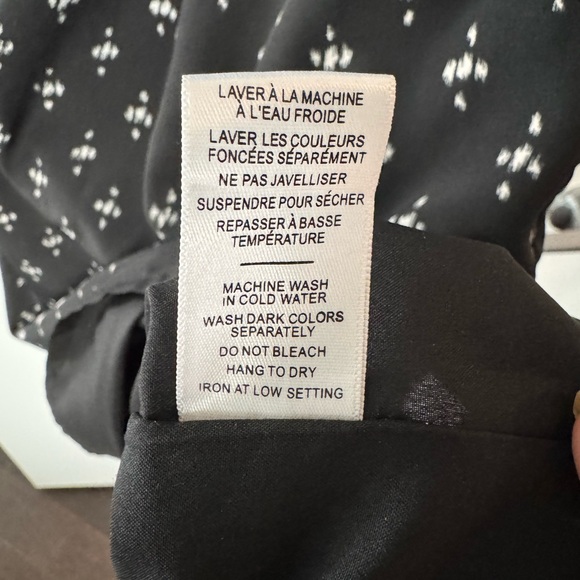 LAVER À LA MACHINE
À L'EAU FROIDE
LAVER LES COULEURS
FONCÉES SÉPARÉMENT
NE PAS JAVELLISER
SUSPENDRE POUR SÉCHER
REPASSER À BASSE
TEMPÉRATURE
MACHINE WASH
IN COLD WATER
WASH DARK COLORS
SEPARATELY
DO NOT BLEACH
HANG TO DRY
IRON AT LOW SETTING